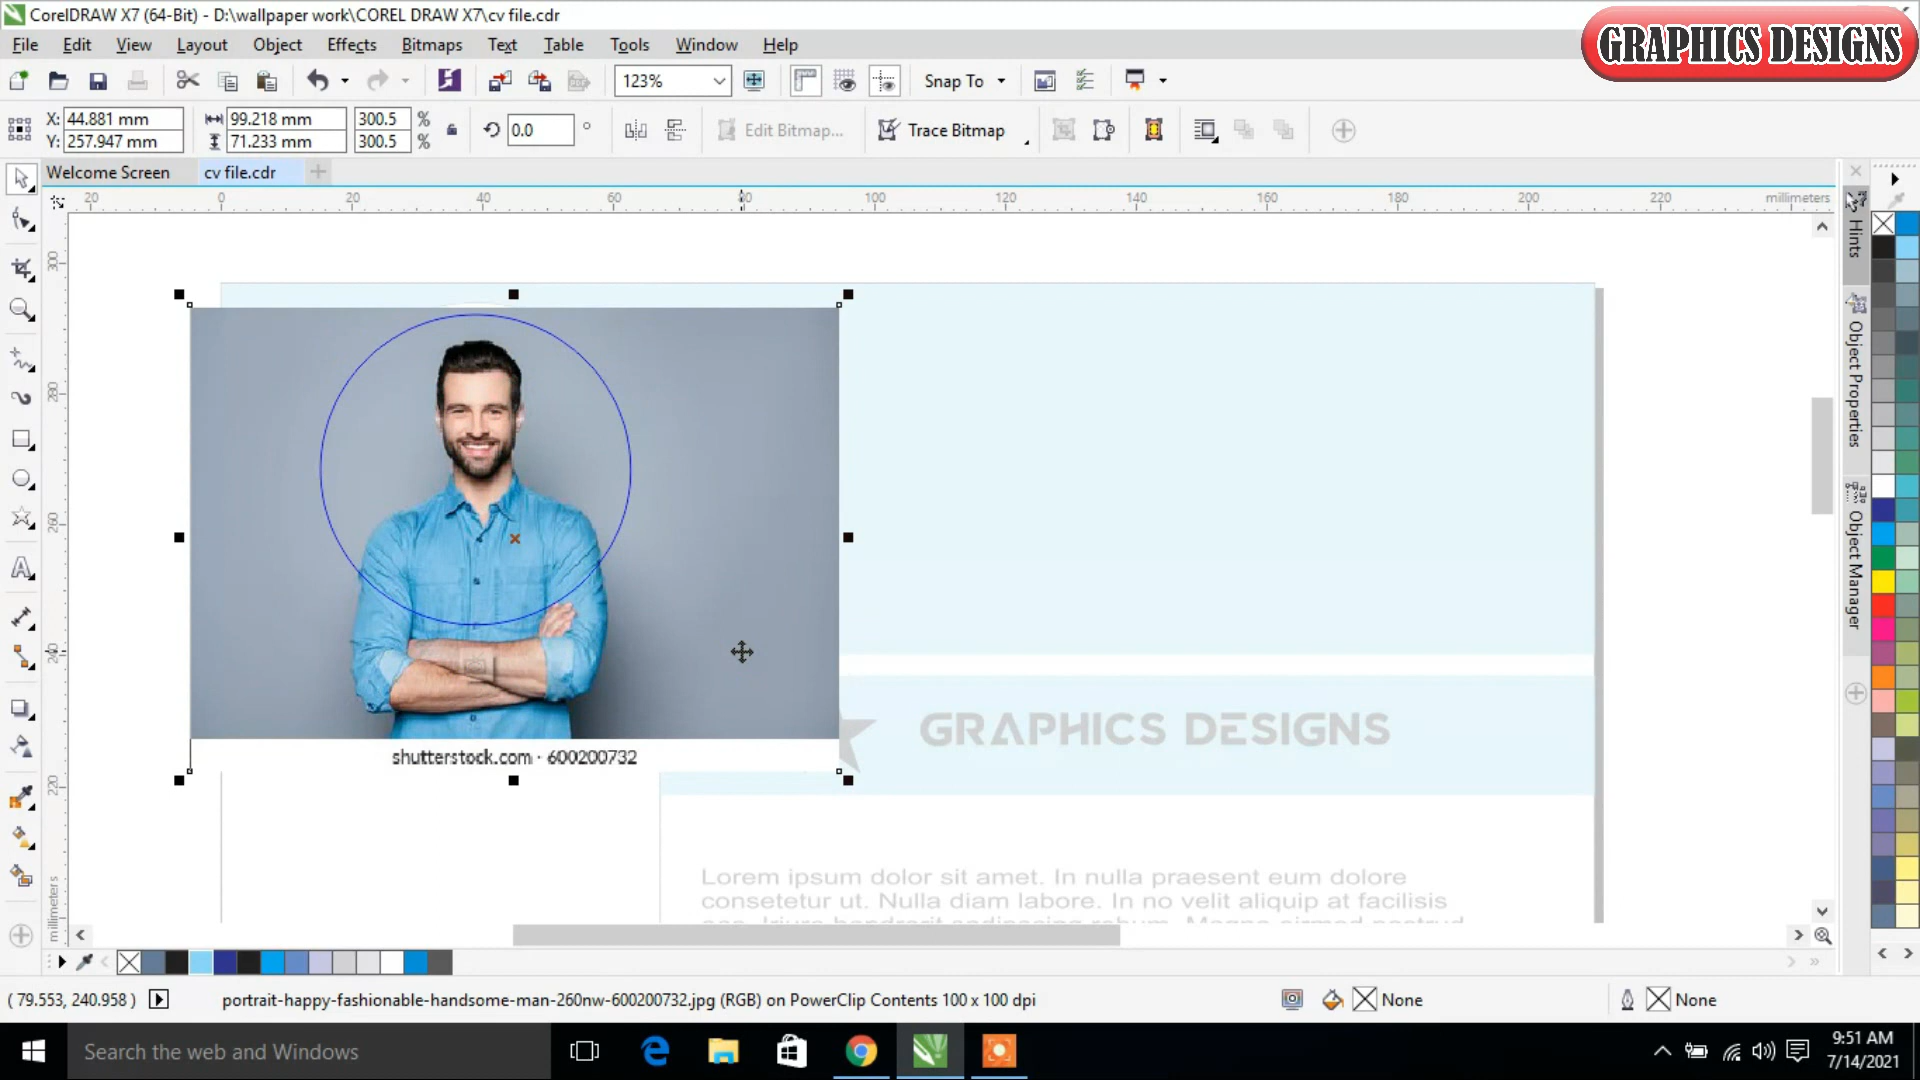 CorelDRAW X7 (64-Bit) - D:\wallpaper work\COREL DRAW X7\cv file.cdr
GRAPHICS DESIGNS
File Edit View Layout Object Effects Bitmaps Text Table Tools Window Help
123% Snap To
X: 44.881 mm 99.218 mm 300.5 %
Y: 257.947 mm 71.233 mm 300.5 %
0.0 ° Edit Bitmap... Trace Bitmap
Welcome Screen cv file.cdr
20 0 20 40 60 80 100 120 140 160 180 200 220 millimeters
300
280
260
240
220
millimeters
Hints
Object Properties
Object Manager
shutterstock.com · 600200732
GRAPHICS DESIGNS
Lorem ipsum dolor sit amet. In nulla praesent eum dolore
consetetur ut. Nulla diam labore. In no velit aliquip at facilisis
( 79.553, 240.958 ) portrait-happy-fashionable-handsome-man-260nw-600200732.jpg (RGB) on PowerClip Contents 100 x 100 dpi None None
Search the web and Windows
9:51 AM
7/14/2021